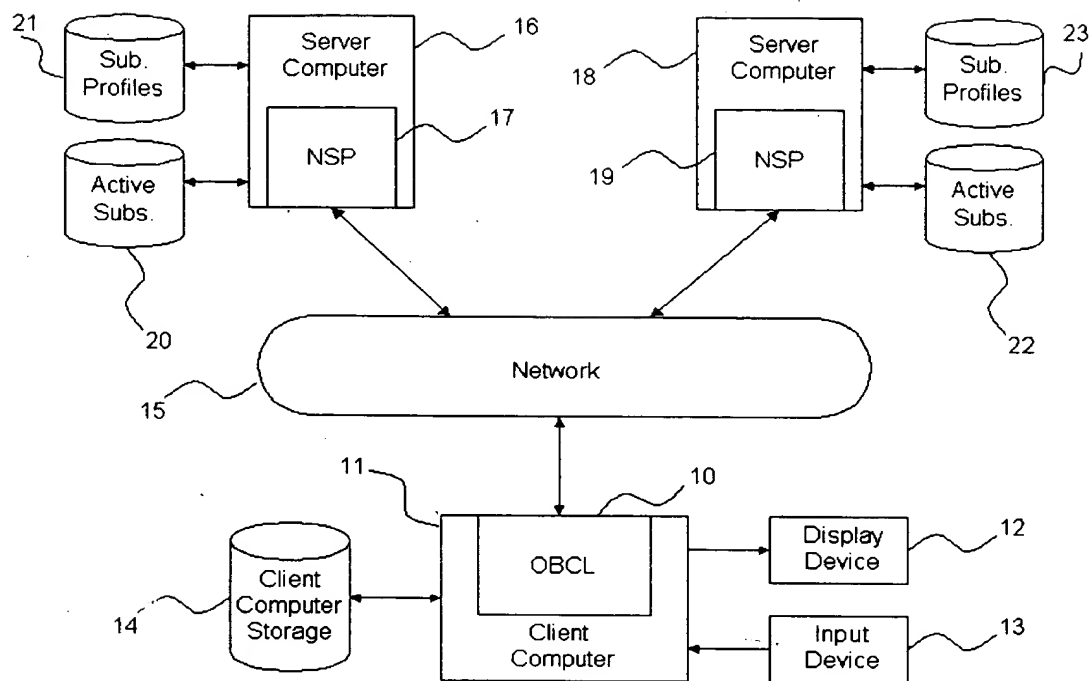 21
Sub.
Profiles
Server
Computer
16
17
NSP
Active
Subs.
20
18
Server
Computer
19
NSP
Sub.
Profiles
23
Active
Subs.
22
Network
15
11
10
OBCL
Client
Computer
Client
Computer
Storage
14
Display
Device
12
Input
Device
13